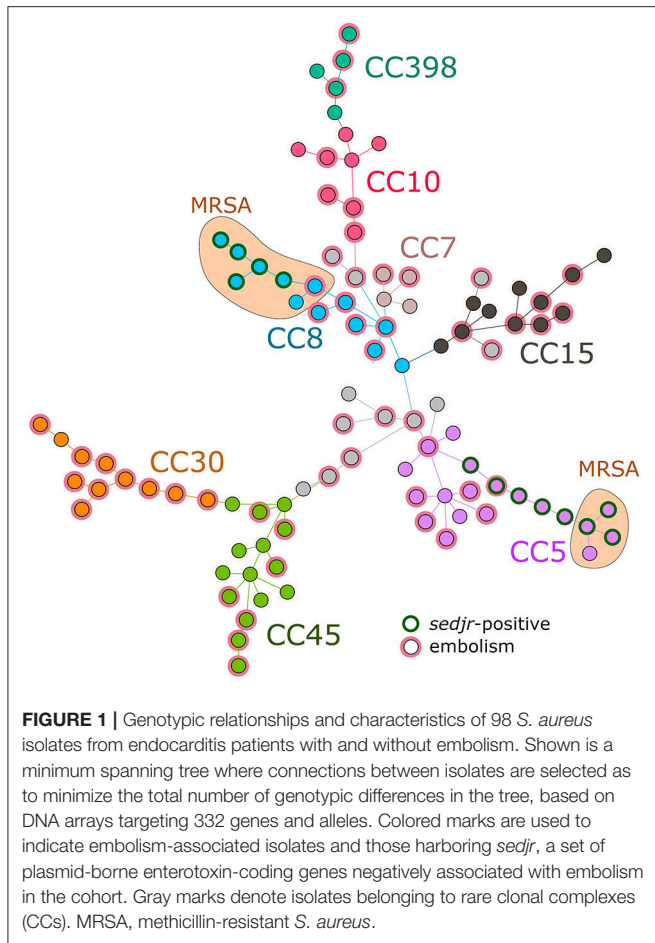 CC398
CC10
MRSA
CC7
CC8
CC15
CC30
MRSA
CC5
CC45
sedjr-positive
embolism
FIGURE 1 | Genotypic relationships and characteristics of 98 S. aureus
isolates from endocarditis patients with and without embolism. Shown is a
minimum spanning tree where connections between isolates are selected as
to minimize the total number of genotypic differences in the tree, based on
DNA arrays targeting 332 genes and alleles. Colored marks are used to
indicate embolism-associated isolates and those harboring sedjr, a set of
plasmid-borne enterotoxin-coding genes negatively associated with embolism
in the cohort. Gray marks denote isolates belonging to rare clonal complexes
(CCs). MRSA, methicillin-resistant S. aureus.